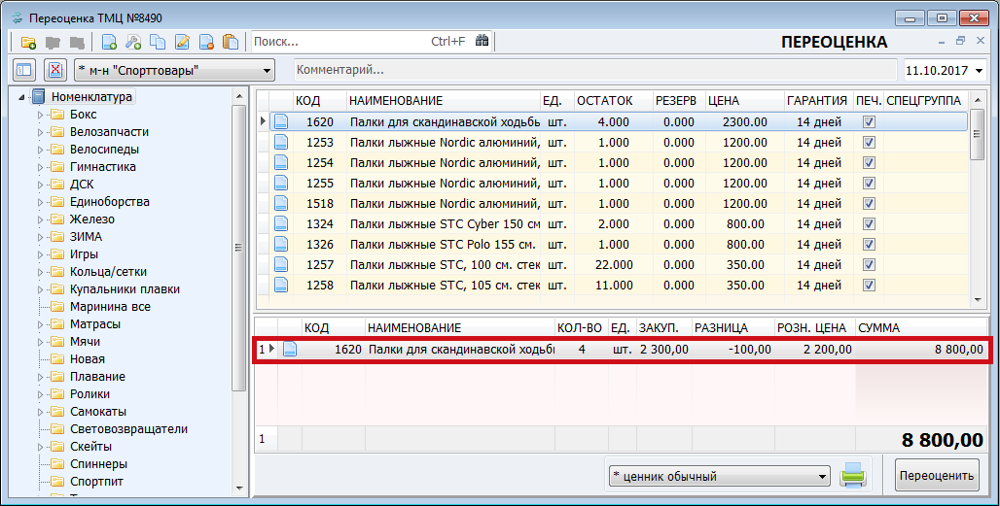 Переоценка ТМЦ №8490
Поиск... Ctrl+F ПЕРЕОЦЕНКА
* м-н "Спорттовары" Комментарий... 11.10.2017
Номенклатура
Бокс
Велозапчасти
Велосипеды
Гимнастика
ДСК
Единоборства
Железо
ЗИМА
Игры
Кольца/сетки
Купальники плавки
Маринина все
Матрасы
Мячи
Новая
Плавание
Ролики
Самокаты
Световозвращатели
Скейты
Спиннеры
Спортпит
КОД НАИМЕНОВАНИЕ ЕД. ОСТАТОК РЕЗЕРВ ЦЕНА ГАРАНТИЯ ПЕЧ. СПЕЦГРУППА
1620 Палки для скандинавской ходьбы шт. 4.000 0.000 2300.00 14 дней
1253 Палки лыжные Nordic алюминий, шт. 1.000 0.000 1200.00 14 дней
1254 Палки лыжные Nordic алюминий, шт. 1.000 0.000 1200.00 14 дней
1255 Палки лыжные Nordic алюминий, шт. 1.000 0.000 1200.00 14 дней
1518 Палки лыжные Nordic алюминий, шт. 1.000 0.000 1200.00 14 дней
1324 Палки лыжные STC Cyber 150 см шт. 2.000 0.000 800.00 14 дней
1326 Палки лыжные STC Polo 155 см. шт. 1.000 0.000 800.00 14 дней
1257 Палки лыжные STC, 100 см. стек шт. 22.000 0.000 350.00 14 дней
1258 Палки лыжные STC, 105 см. стек шт. 11.000 0.000 350.00 14 дней
КОД НАИМЕНОВАНИЕ КОЛ-ВО ЕД. ЗАКУП. РАЗНИЦА РОЗН. ЦЕНА СУММА
1 1620 Палки для скандинавской ходьбы 4 шт. 2 300,00 -100,00 2 200,00 8 800,00
1 8 800,00
* ценник обычный Переоценить